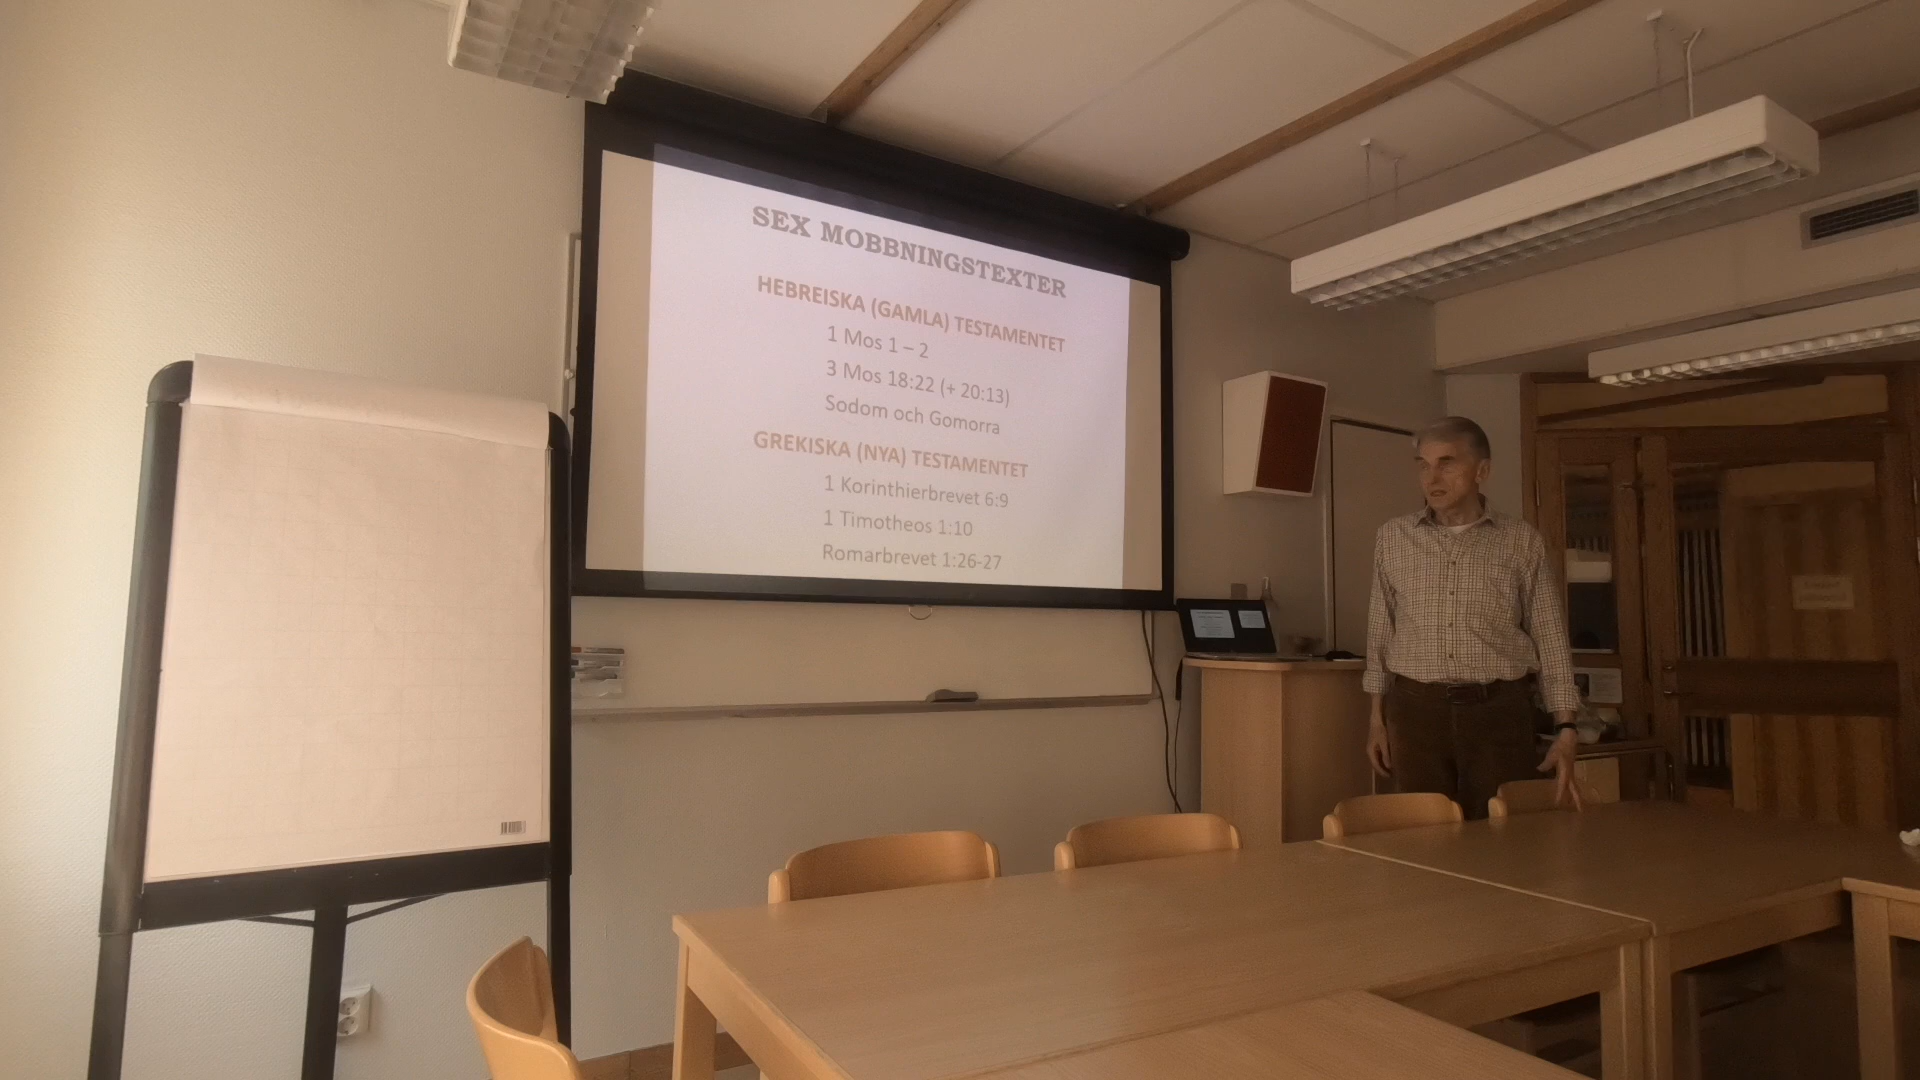 SEX MOBBNINGSTEXTER
HEBREISKA (GAMLA) TESTAMENTET
1 Mos 1 – 2
3 Mos 18:22 (+ 20:13)
Sodom och Gomorra
GREKISKA (NYA) TESTAMENTET
1 Korinthierbrevet 6:9
1 Timotheos 1:10
Romarbrevet 1:26-27